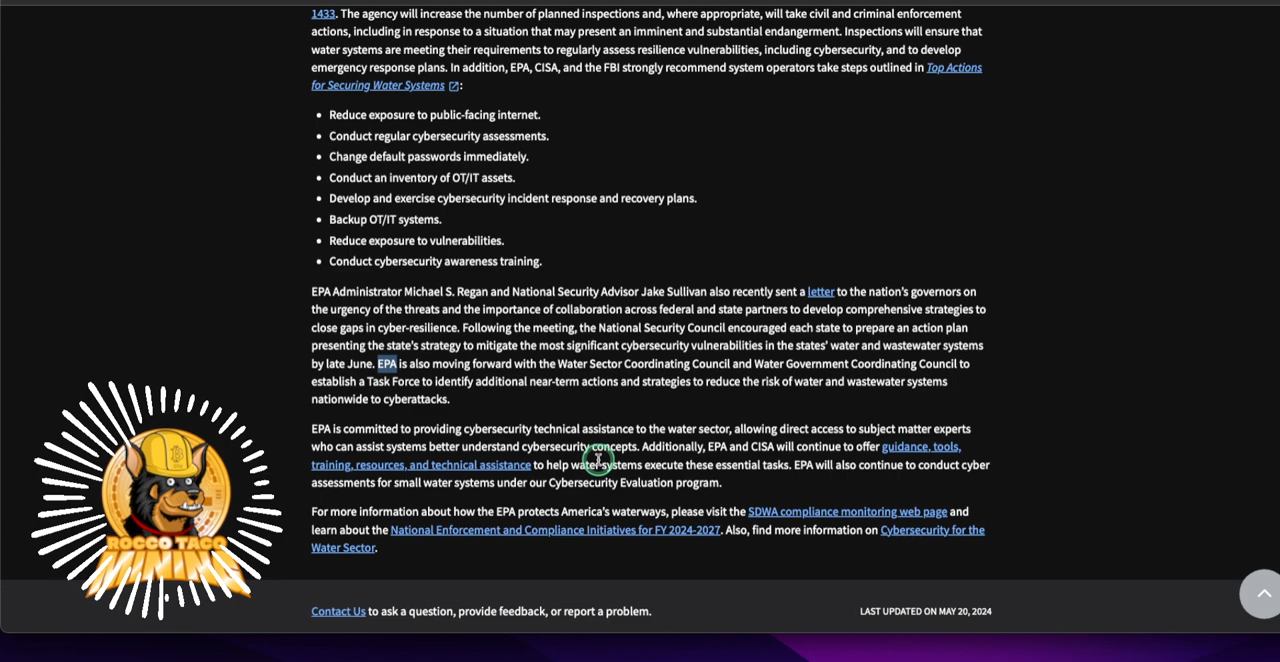 1433. The agency will increase the number of planned inspections and, where appropriate, will take civil and criminal enforcement
actions, including in response to a situation that may present an imminent and substantial endangerment. Inspections will ensure that
water systems are meeting their requirements to regularly assess resilience vulnerabilities, including cybersecurity, and to develop
emergency response plans. In addition, EPA, CISA, and the FBI strongly recommend system operators take steps outlined in Top Actions
for Securing Water Systems:
• Reduce exposure to public-facing internet.
• Conduct regular cybersecurity assessments.
• Change default passwords immediately.
• Conduct an inventory of OT/IT assets.
• Develop and exercise cybersecurity incident response and recovery plans.
• Backup OT/IT systems.
• Reduce exposure to vulnerabilities.
• Conduct cybersecurity awareness training.
EPA Administrator Michael S. Regan and National Security Advisor Jake Sullivan also recently sent a letter to the nation's governors on
the urgency of the threats and the importance of collaboration across federal and state partners to develop comprehensive strategies to
close gaps in cyber-resilience. Following the meeting, the National Security Council encouraged each state to prepare an action plan
presenting the state's strategy to mitigate the most significant cybersecurity vulnerabilities in the states' water and wastewater systems
by late June. EPA is also moving forward with the Water Sector Coordinating Council and Water Government Coordinating Council to
establish a Task Force to identify additional near-term actions and strategies to reduce the risk of water and wastewater systems
nationwide to cyberattacks.
EPA is committed to providing cybersecurity technical assistance to the water sector, allowing direct access to subject matter experts
who can assist systems better understand cybersecurity concepts. Additionally, EPA and CISA will continue to offer guidance, tools,
training, resources, and technical assistance to help water systems execute these essential tasks. EPA will also continue to conduct cyber
assessments for small water systems under our Cybersecurity Evaluation program.
For more information about how the EPA protects America's waterways, please visit the SDWA compliance monitoring web page and
learn about the National Enforcement and Compliance Initiatives for FY 2024-2027. Also, find more information on Cybersecurity for the
Water Sector.
ROCCO TACO
MINING
Contact Us to ask a question, provide feedback, or report a problem.
LAST UPDATED ON MAY 20, 2024